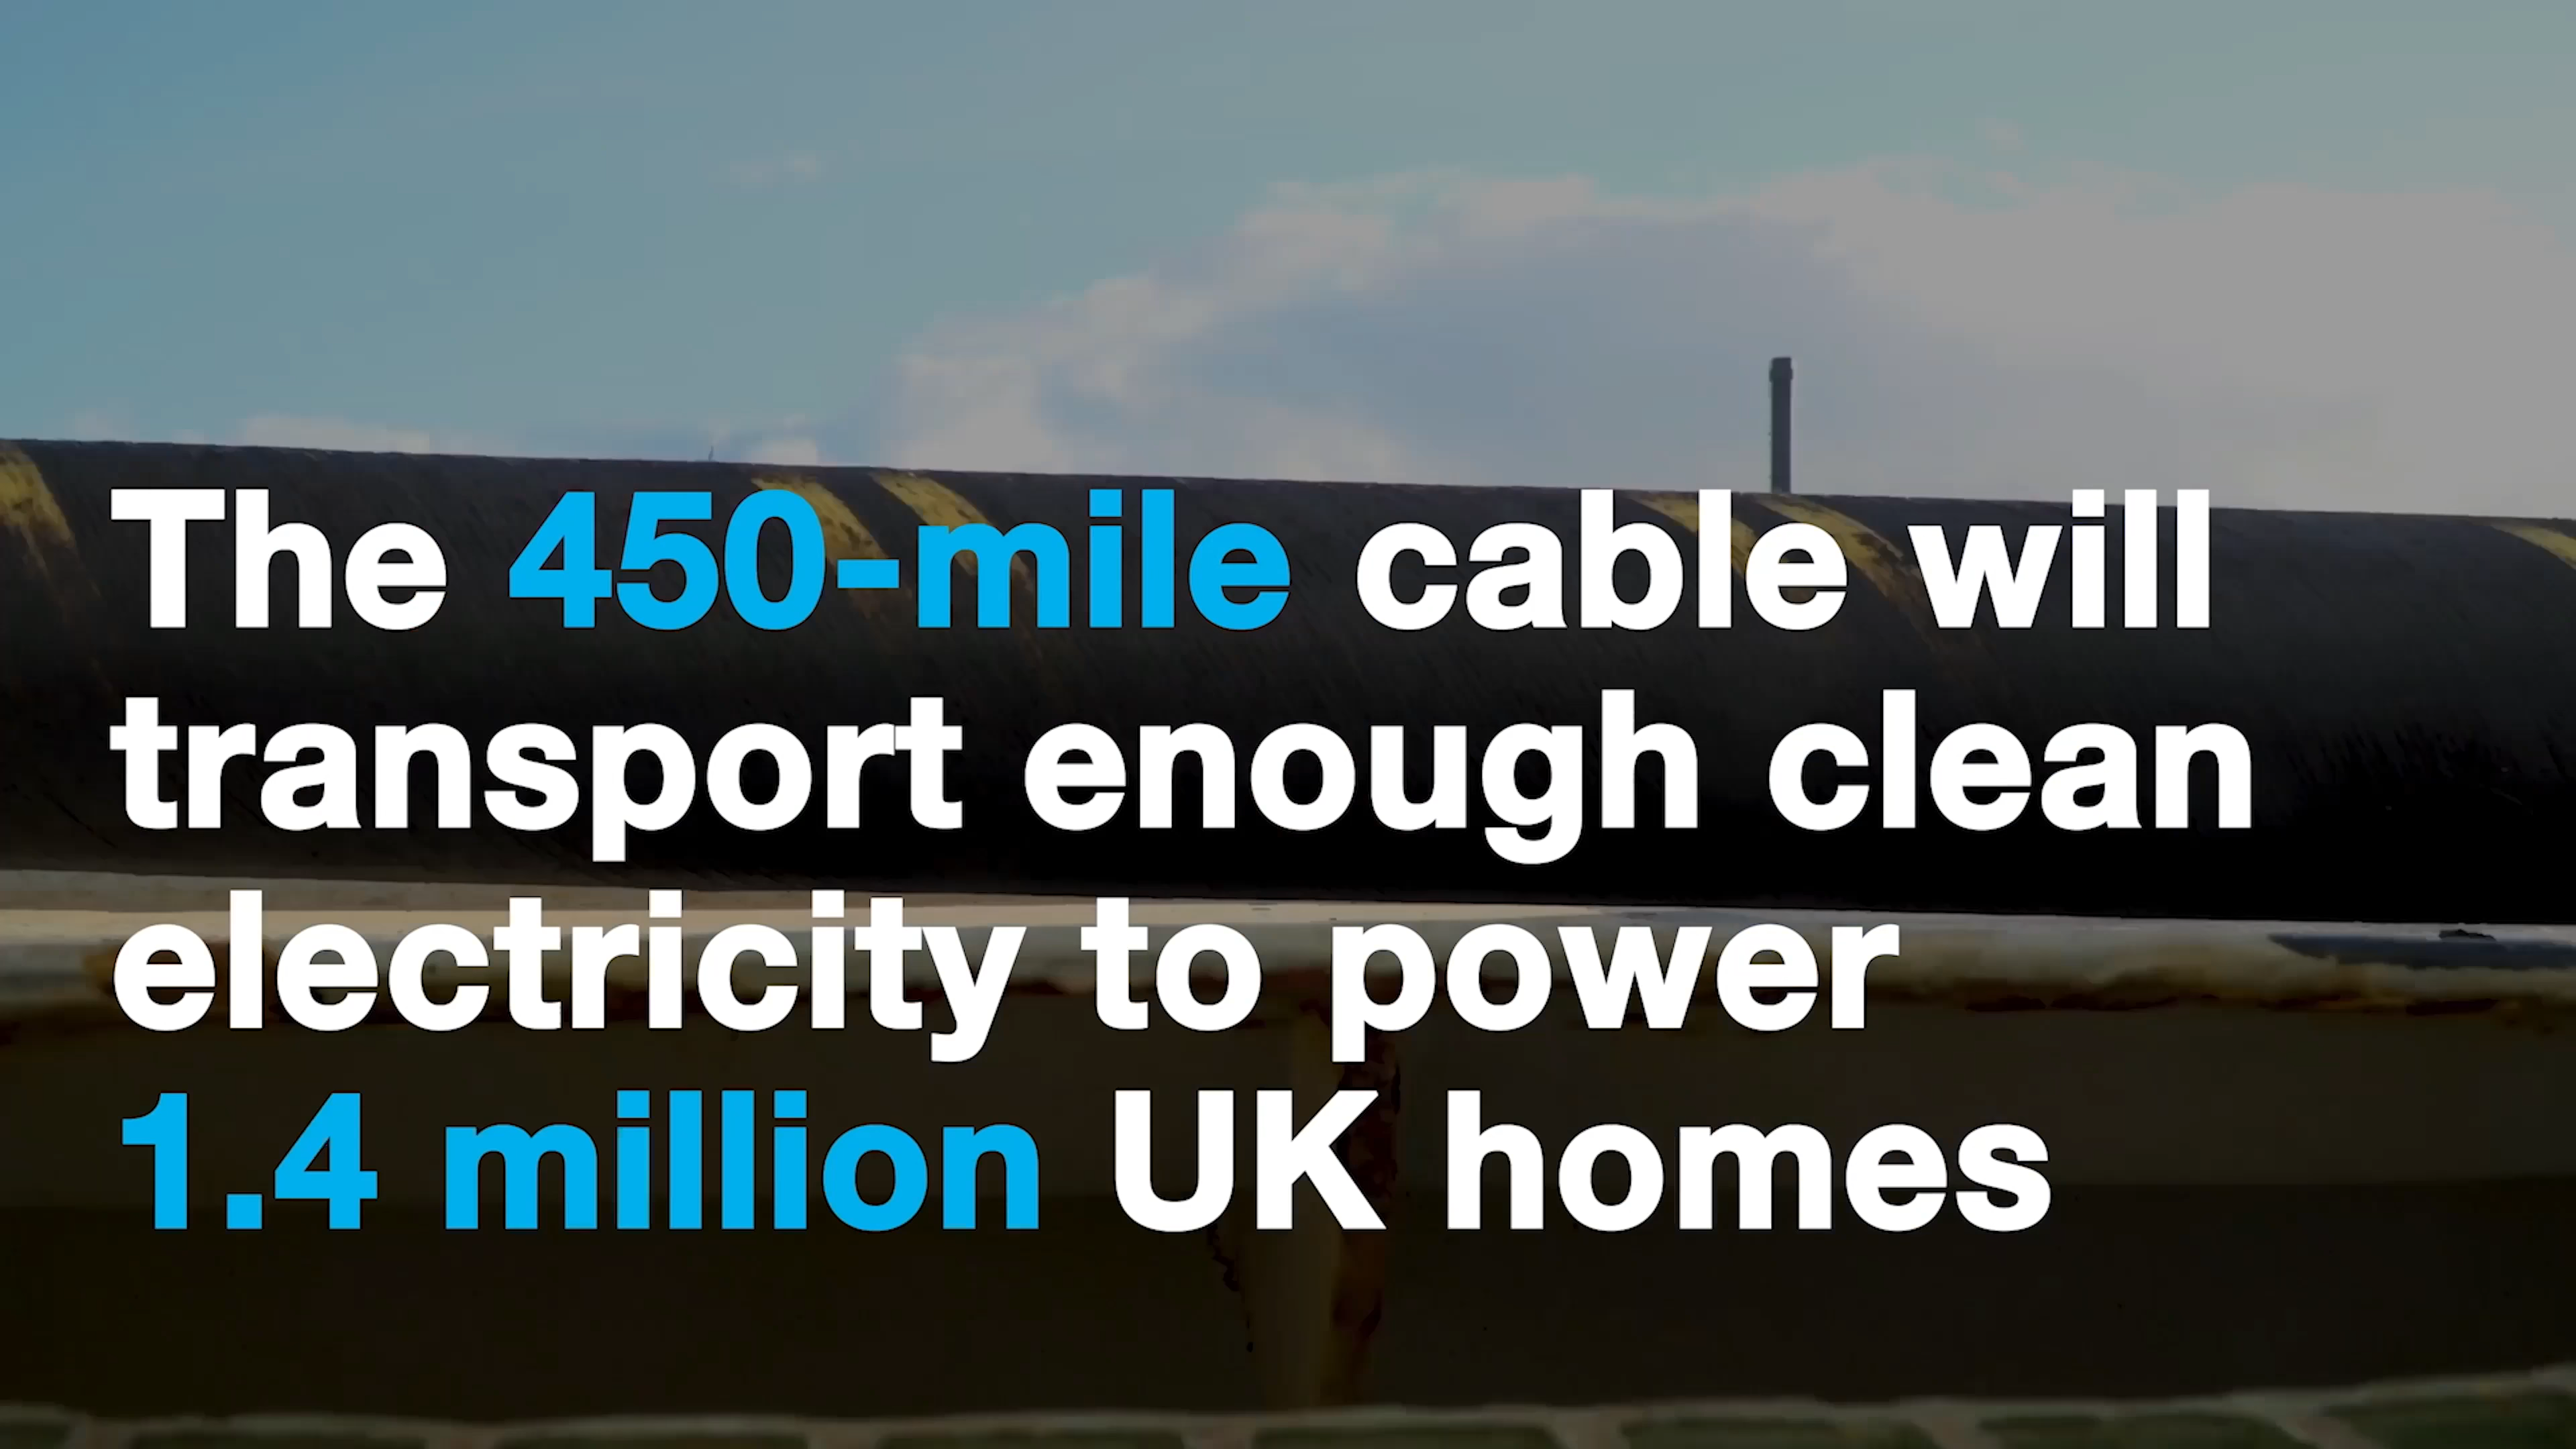 The 450-mile cable will
transport enough clean
electricity to power
1.4 million UK homes